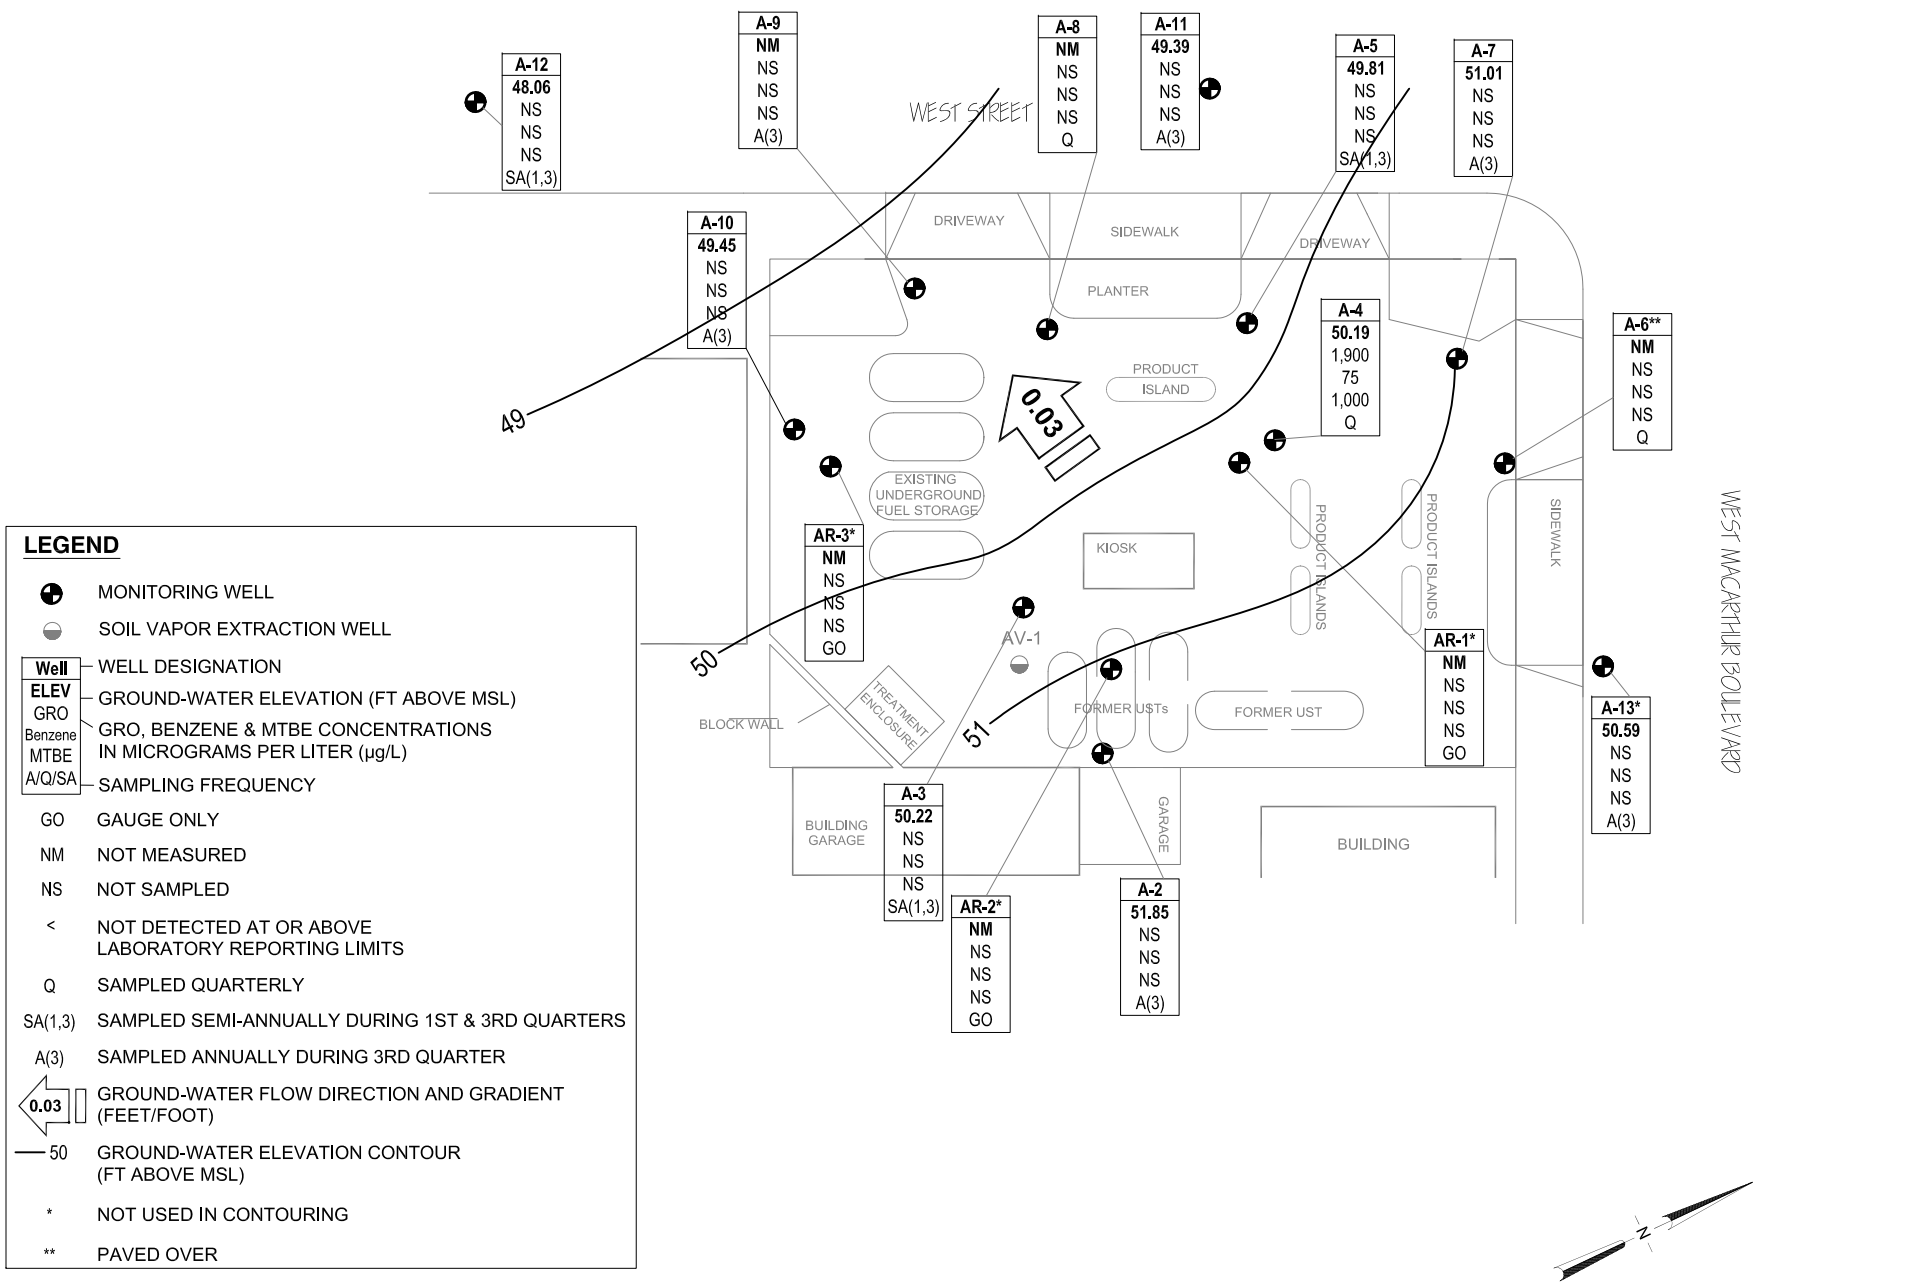 A-12
48.06
NS
NS
NS
SA(1,3)
A-9
NM
NS
NS
NS
A(3)
WEST STREET
A-8
NM
NS
NS
NS
Q
A-11
49.39
NS
NS
NS
A(3)
A-5
49.81
NS
NS
NS
SA(1,3)
A-7
51.01
NS
NS
NS
A(3)
A-10
49.45
NS
NS
NS
A(3)
DRIVEWAY
SIDEWALK
DRIVEWAY
PLANTER
PRODUCT
ISLAND
A-4
50.19
1,900
75
1,000
Q
A-6**
NM
NS
NS
NS
Q
49
0.03
EXISTING
UNDERGROUND
FUEL STORAGE
AR-3*
NM
NS
NS
NS
GO
KIOSK
PRODUCT ISLANDS
PRODUCT ISLANDS
SIDEWALK
WEST MACARTHUR BOULEVARD
AV-1
50
51
BLOCK WALL
TREATMENT
ENCLOSURE
FORMER USTs
FORMER UST
AR-1*
NM
NS
NS
NS
GO
A-13*
50.59
NS
NS
NS
A(3)
BUILDING
GARAGE
A-3
50.22
NS
NS
NS
SA(1,3)
GARAGE
BUILDING
AR-2*
NM
NS
NS
NS
GO
A-2
51.85
NS
NS
NS
A(3)
LEGEND
MONITORING WELL
SOIL VAPOR EXTRACTION WELL
Well
WELL DESIGNATION
ELEV
GROUND-WATER ELEVATION (FT ABOVE MSL)
GRO
Benzene
MTBE
GRO, BENZENE & MTBE CONCENTRATIONS
IN MICROGRAMS PER LITER (µg/L)
A/Q/SA
SAMPLING FREQUENCY
GO GAUGE ONLY
NM NOT MEASURED
NS NOT SAMPLED
< NOT DETECTED AT OR ABOVE
LABORATORY REPORTING LIMITS
Q SAMPLED QUARTERLY
SA(1,3) SAMPLED SEMI-ANNUALLY DURING 1ST & 3RD QUARTERS
A(3) SAMPLED ANNUALLY DURING 3RD QUARTER
0.03 GROUND-WATER FLOW DIRECTION AND GRADIENT
(FEET/FOOT)
50 GROUND-WATER ELEVATION CONTOUR
(FT ABOVE MSL)
* NOT USED IN CONTOURING
** PAVED OVER
N